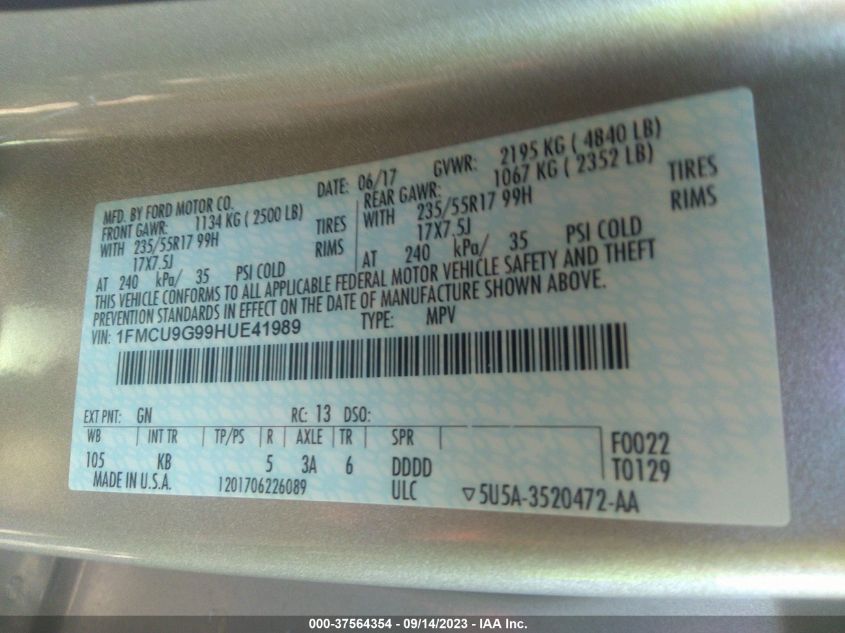 MFD. BY FORD MOTOR CO.
DATE: 06/17
GVWR: 2195 KG ( 4840 LB)
FRONT GAWR: 1134 KG ( 2500 LB)
REAR GAWR: 1067 KG ( 2352 LB)
WITH 235/55R17 99H TIRES
WITH 235/55R17 99H TIRES
17X7.5J RIMS
17X7.5J RIMS
AT 240 kPa/ 35 PSI COLD
AT 240 kPa/ 35 PSI COLD
THIS VEHICLE CONFORMS TO ALL APPLICABLE FEDERAL MOTOR VEHICLE SAFETY AND THEFT
PREVENTION STANDARDS IN EFFECT ON THE DATE OF MANUFACTURE SHOWN ABOVE.
VIN: 1FMCU9G99HUE41989 TYPE: MPV
EXT PNT: GN RC: 13 DSO:
WB INT TR TP/PS R AXLE TR SPR F0022
105 KB 5 3A 6 DDDD T0129
MADE IN U.S.A. 1201706226089 ULC ▽5U5A-3520472-AA
000-37564354 - 09/14/2023 - IAA Inc.